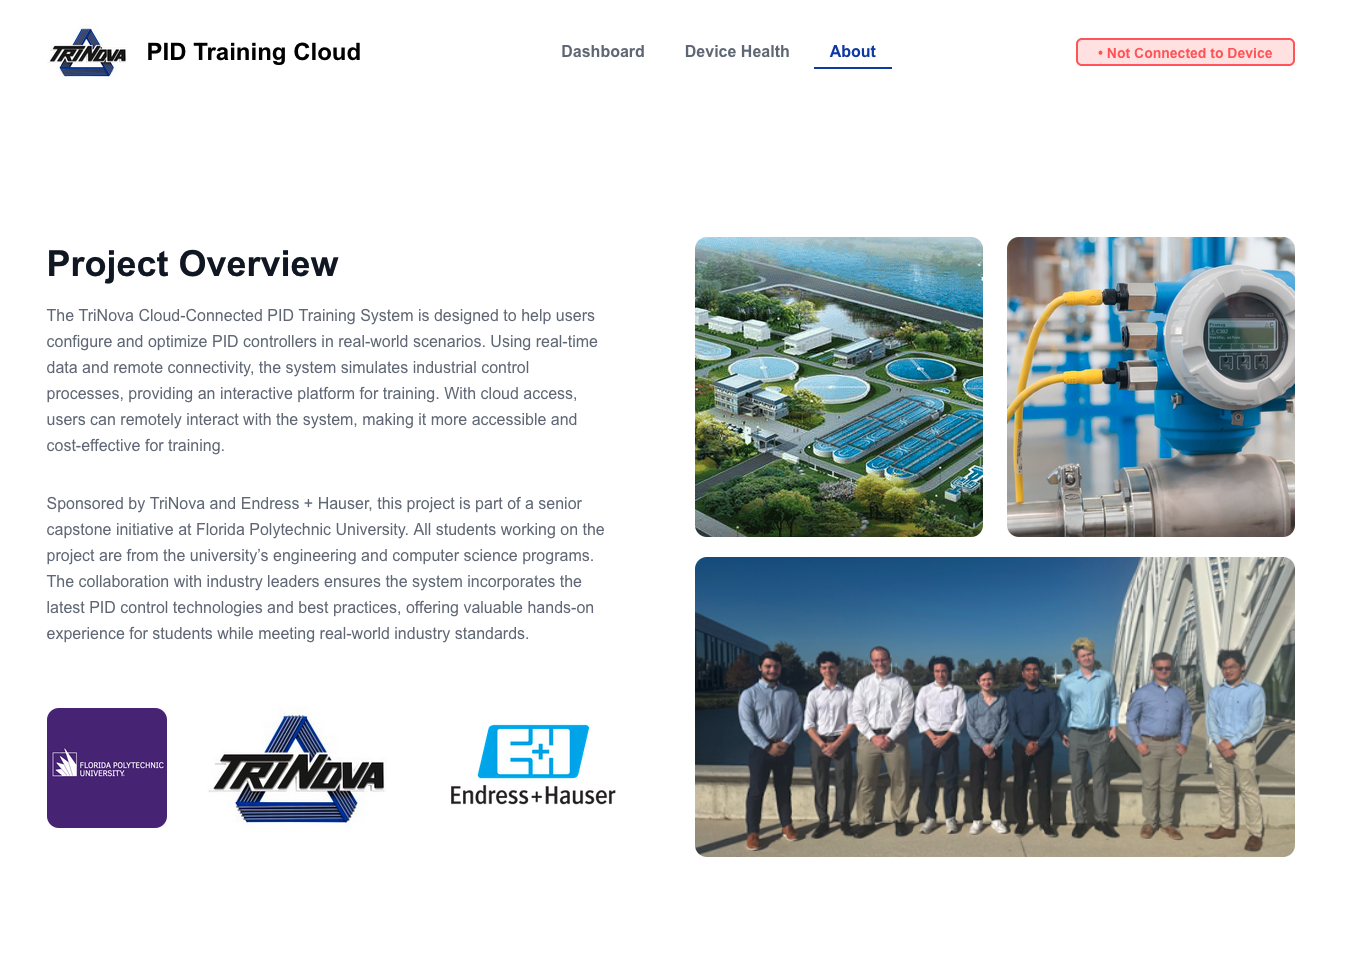 TRINOVA
PID Training Cloud
Dashboard
Device Health
About
• Not Connected to Device
Project Overview
The TriNova Cloud-Connected PID Training System is designed to help users
configure and optimize PID controllers in real-world scenarios. Using real-time
data and remote connectivity, the system simulates industrial control
processes, providing an interactive platform for training. With cloud access,
users can remotely interact with the system, making it more accessible and
cost-effective for training.
Sponsored by TriNova and Endress + Hauser, this project is part of a senior
capstone initiative at Florida Polytechnic University. All students working on the
project are from the university’s engineering and computer science programs.
The collaboration with industry leaders ensures the system incorporates the
latest PID control technologies and best practices, offering valuable hands-on
experience for students while meeting real-world industry standards.
FLORIDA POLYTECHNIC
UNIVERSITY.
TRINOVA
E+H
Endress+Hauser